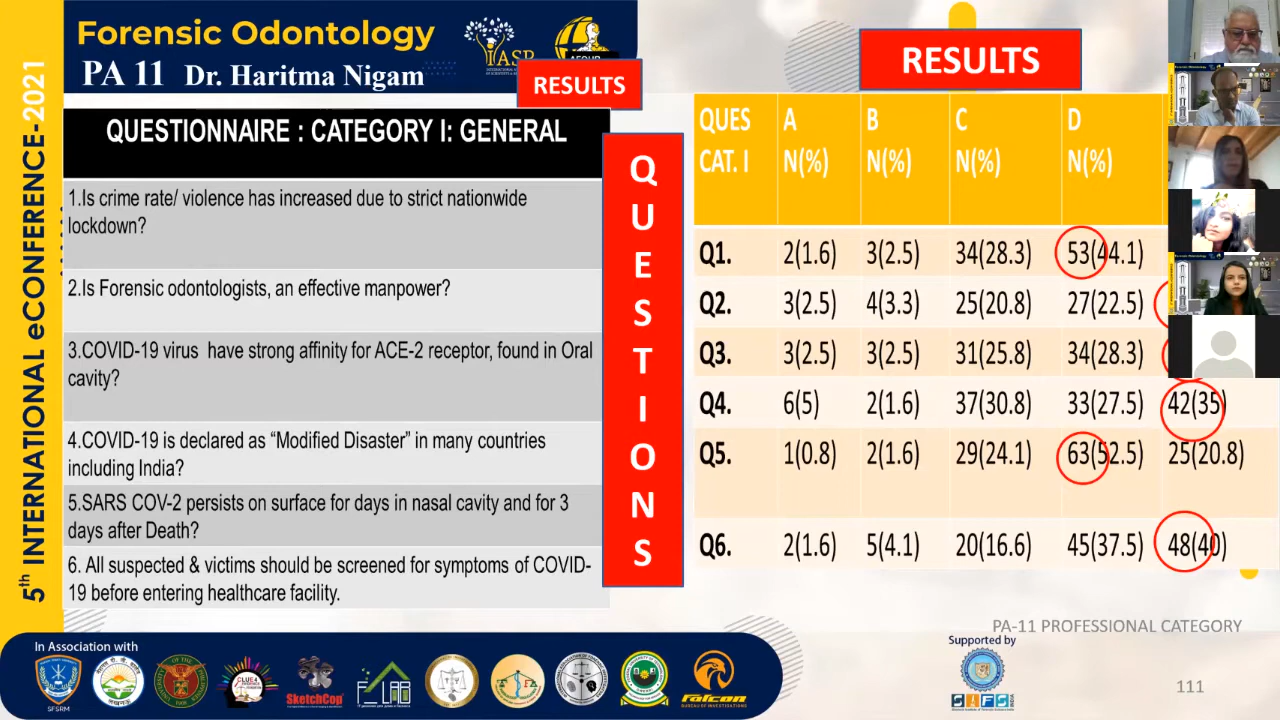 5th INTERNATIONAL eCONFERENCE-2021
Forensic Odontology
PA 11 Dr. Haritma Nigam
IASR
RESULTS
QUESTIONNAIRE : CATEGORY I: GENERAL
1.Is crime rate/ violence has increased due to strict nationwide
lockdown?
2.Is Forensic odontologists, an effective manpower?
3.COVID-19 virus have strong affinity for ACE-2 receptor, found in Oral
cavity?
4.COVID-19 is declared as “Modified Disaster” in many countries
including India?
5.SARS COV-2 persists on surface for days in nasal cavity and for 3
days after Death?
6. All suspected & victims should be screened for symptoms of COVID-
19 before entering healthcare facility.
Q
U
E
S
T
I
O
N
S
RESULTS
QUES A B C D
CAT. I N(%) N(%) N(%) N(%)
Q1. 2(1.6) 3(2.5) 34(28.3) 53(44.1)
Q2. 3(2.5) 4(3.3) 25(20.8) 27(22.5)
Q3. 3(2.5) 3(2.5) 31(25.8) 34(28.3)
Q4. 6(5) 2(1.6) 37(30.8) 33(27.5) 42(35)
Q5. 1(0.8) 2(1.6) 29(24.1) 63(52.5) 25(20.8)
Q6. 2(1.6) 5(4.1) 20(16.6) 45(37.5) 48(40)
PA-11 PROFESSIONAL CATEGORY
In Association with
SFSRM
CLUE4
SketchCop
F-LAB
Falcon
BUREAU OF INVESTIGATIONS
Supported by
SIFS
INDIA
111